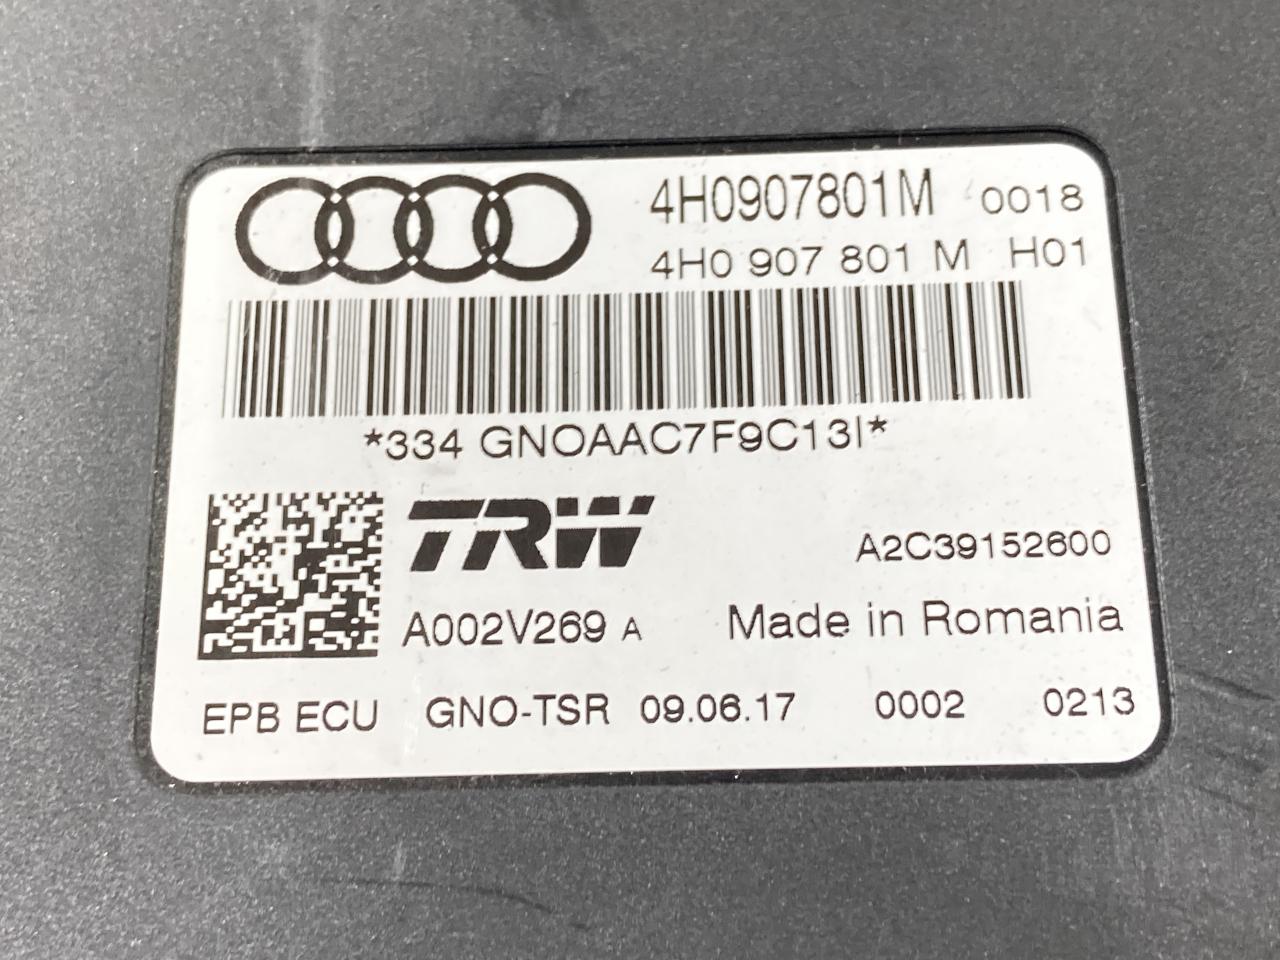 4H0907801M 0018
4H0 907 801 M H01
*334 GNOAAC7F9C13I*
TRW
A2C39152600
A002V269 A
Made in Romania
EPB ECU GNO-TSR 09.06.17 0002 0213